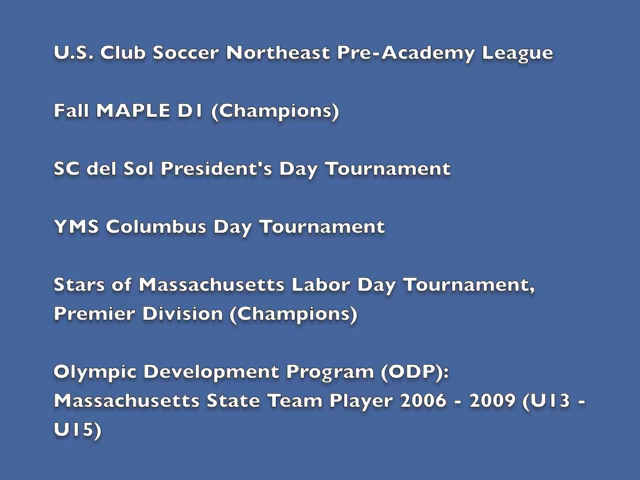 U.S. Club Soccer Northeast Pre-Academy League
Fall MAPLE D1 (Champions)
SC del Sol President's Day Tournament
YMS Columbus Day Tournament
Stars of Massachusetts Labor Day Tournament,
Premier Division (Champions)
Olympic Development Program (ODP):
Massachusetts State Team Player 2006 - 2009 (U13 -
U15)